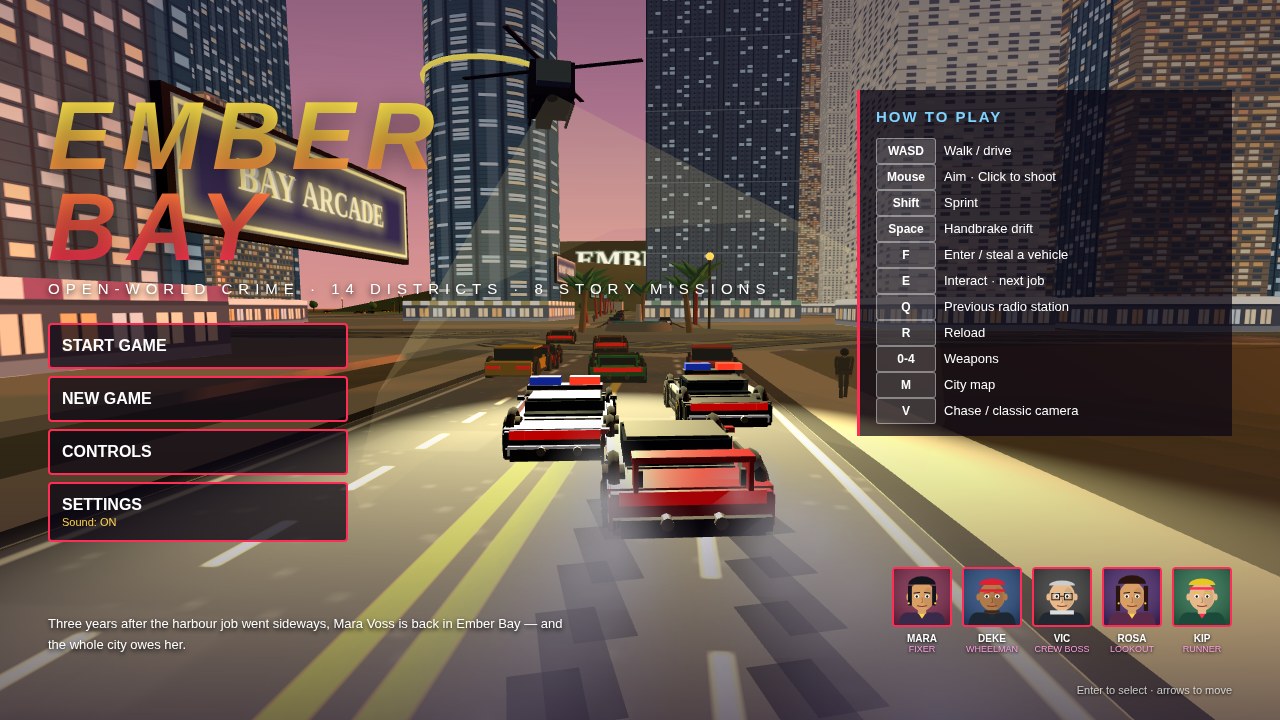 EMBER
BAY
BAY ARCADE
EMB
OPEN-WORLD CRIME · 14 DISTRICTS · 8 STORY MISSIONS
START GAME
NEW GAME
CONTROLS
SETTINGS
Sound: ON
Three years after the harbour job went sideways, Mara Voss is back in Ember Bay — and
the whole city owes her.
HOW TO PLAY
WASD Walk / drive
Mouse Aim · Click to shoot
Shift Sprint
Space Handbrake drift
F Enter / steal a vehicle
E Interact · next job
Q Previous radio station
R Reload
0-4 Weapons
M City map
V Chase / classic camera
MARA DEKE VIC ROSA KIP
FIXER WHEELMAN CREW BOSS LOOKOUT RUNNER
Enter to select · arrows to move